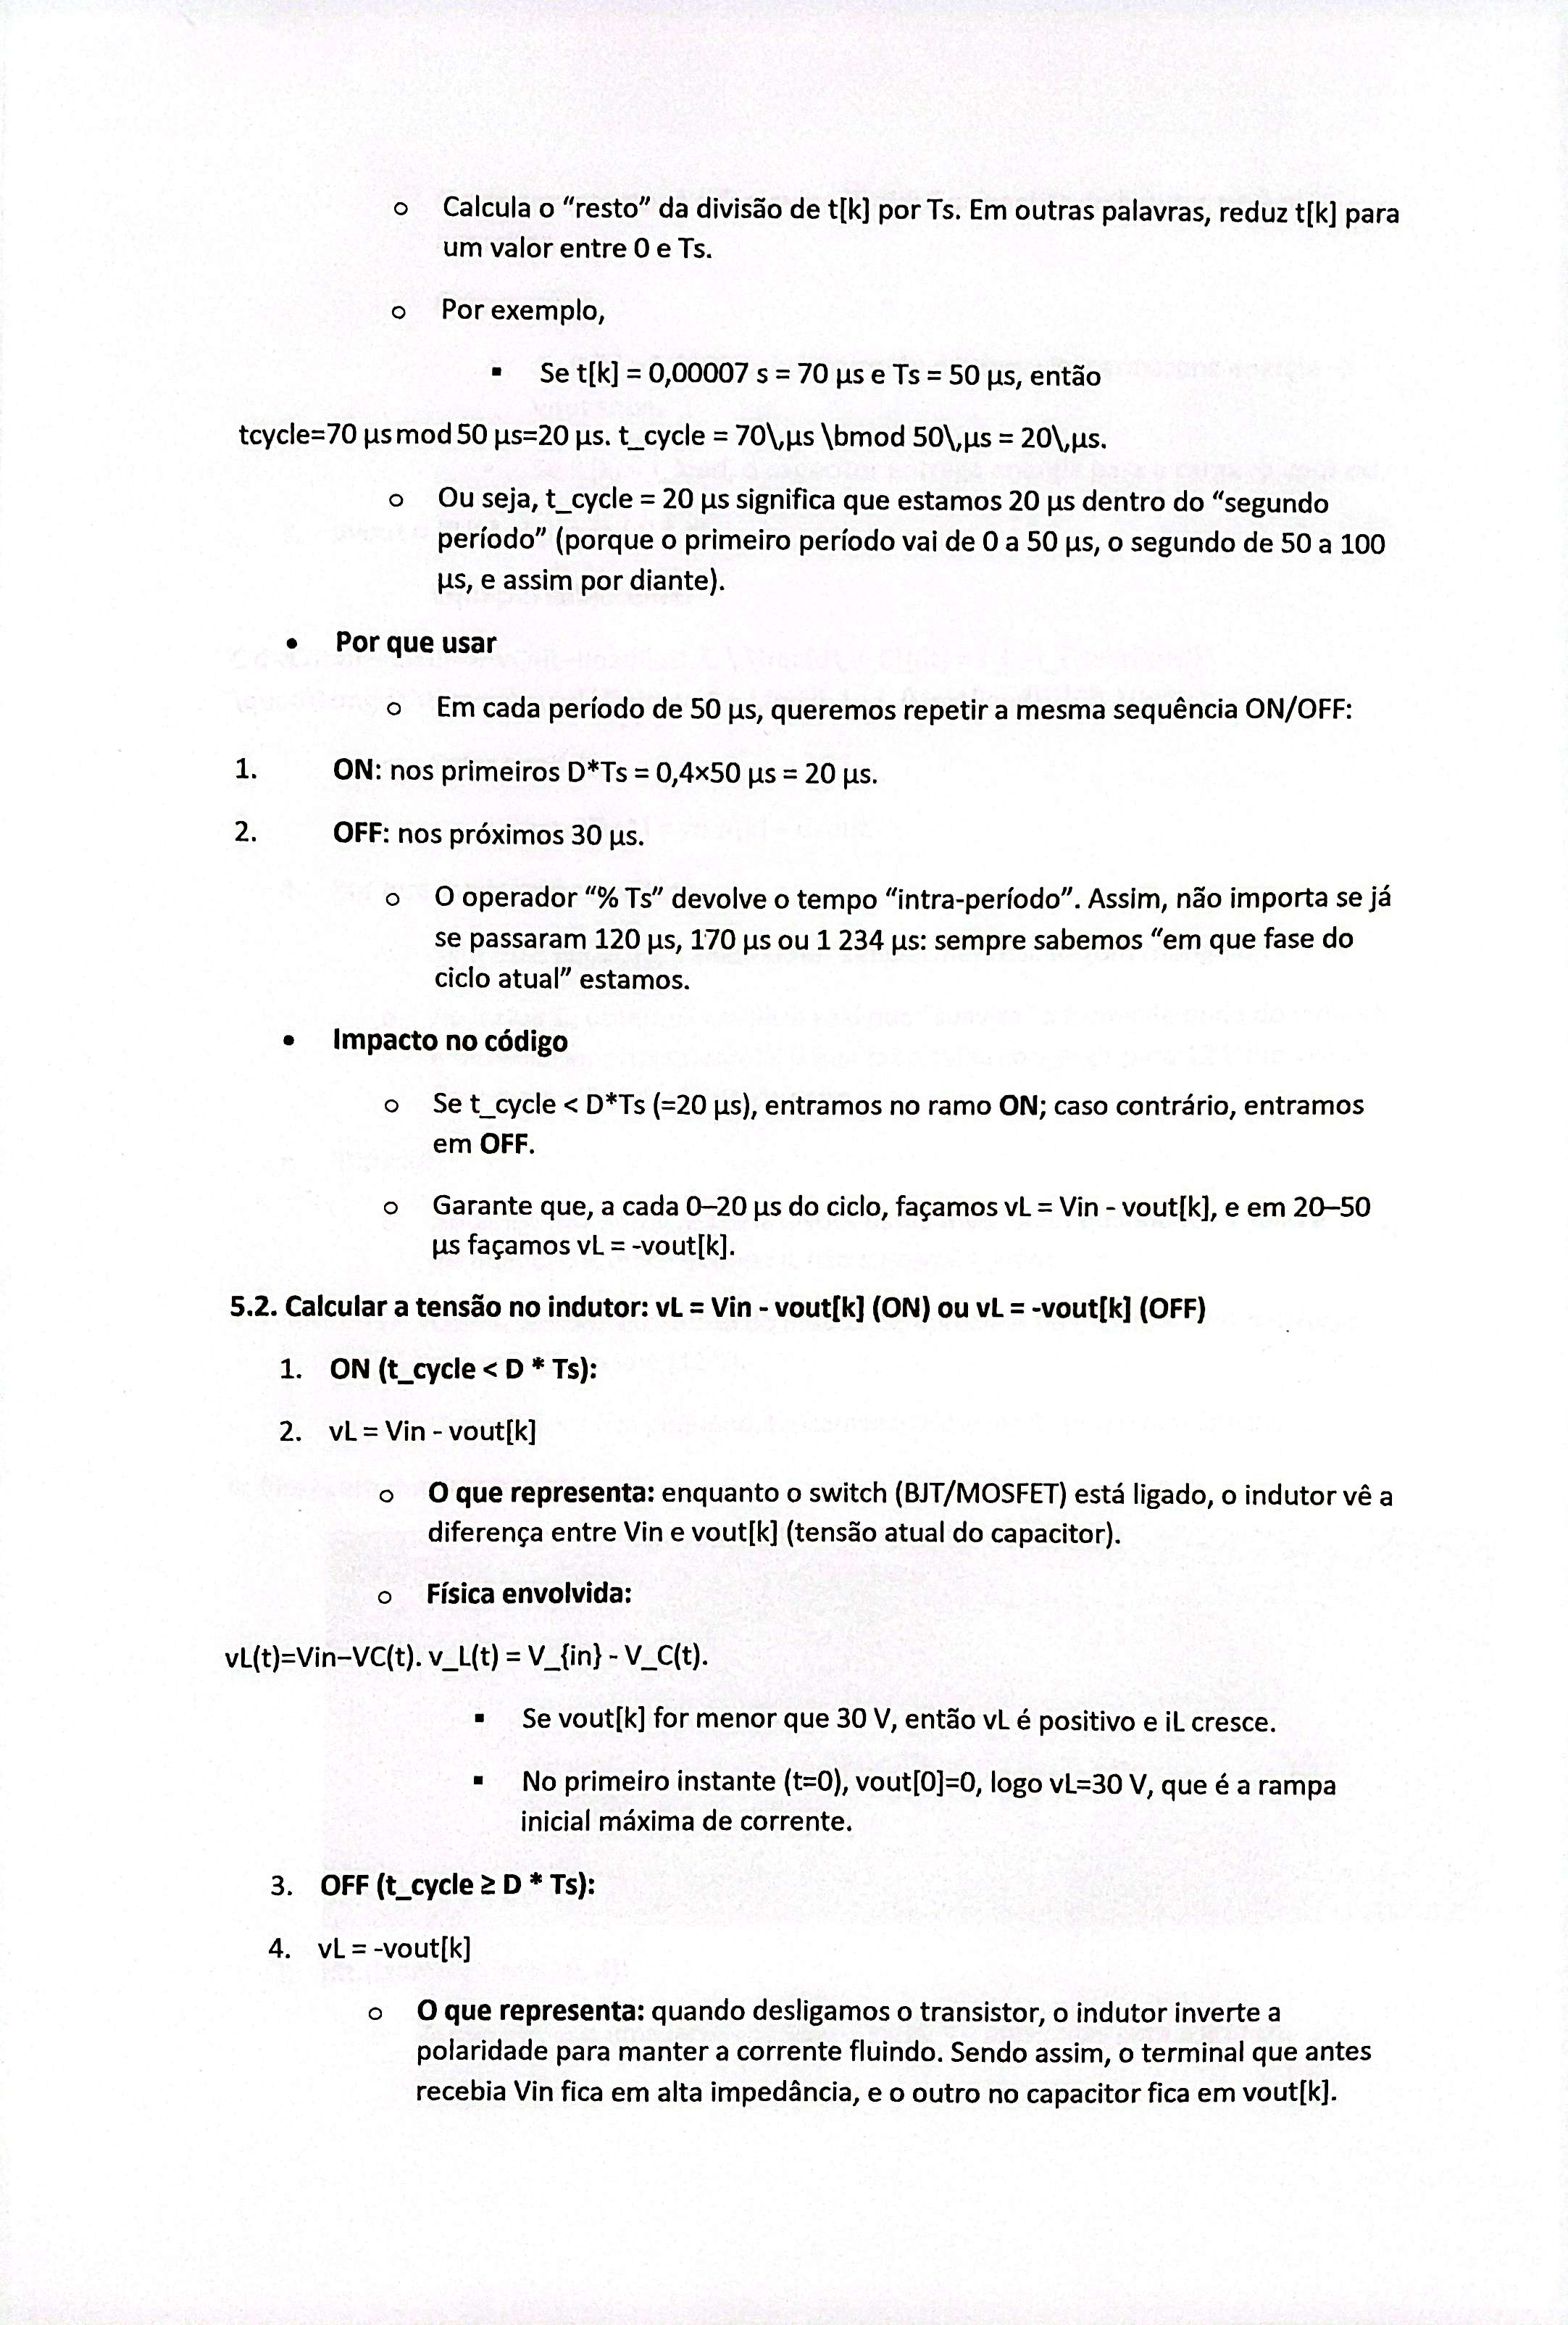 o Calcula o “resto” da divisão de t[k] por Ts. Em outras palavras, reduz t[k] para
um valor entre 0 e Ts.
o Por exemplo,
▪ Se t[k] = 0,00007 s = 70 µs e Ts = 50 µs, então
tcycle=70 µs mod 50 µs=20 µs. t_cycle = 70\,µs \bmod 50\,µs = 20\,µs.
o Ou seja, t_cycle = 20 µs significa que estamos 20 µs dentro do “segundo
período” (porque o primeiro período vai de 0 a 50 µs, o segundo de 50 a 100
µs, e assim por diante).
• Por que usar
o Em cada período de 50 µs, queremos repetir a mesma sequência ON/OFF:
1. ON: nos primeiros D*Ts = 0,4×50 µs = 20 µs.
2. OFF: nos próximos 30 µs.
o O operador “% Ts” devolve o tempo “intra-período”. Assim, não importa se já
se passaram 120 µs, 170 µs ou 1 234 µs: sempre sabemos “em que fase do
ciclo atual” estamos.
• Impacto no código
o Se t_cycle < D*Ts (=20 µs), entramos no ramo ON; caso contrário, entramos
em OFF.
o Garante que, a cada 0–20 µs do ciclo, façamos vL = Vin - vout[k], e em 20–50
µs façamos vL = -vout[k].
5.2. Calcular a tensão no indutor: vL = Vin - vout[k] (ON) ou vL = -vout[k] (OFF)
1. ON (t_cycle < D * Ts):
2. vL = Vin - vout[k]
o O que representa: enquanto o switch (BJT/MOSFET) está ligado, o indutor vê a
diferença entre Vin e vout[k] (tensão atual do capacitor).
o Física envolvida:
vL(t)=Vin−VC(t). v_L(t) = V_{in} - V_C(t).
▪ Se vout[k] for menor que 30 V, então vL é positivo e iL cresce.
▪ No primeiro instante (t=0), vout[0]=0, logo vL=30 V, que é a rampa
inicial máxima de corrente.
3. OFF (t_cycle ≥ D * Ts):
4. vL = -vout[k]
o O que representa: quando desligamos o transistor, o indutor inverte a
polaridade para manter a corrente fluindo. Sendo assim, o terminal que antes
recebia Vin fica em alta impedância, e o outro no capacitor fica em vout[k].